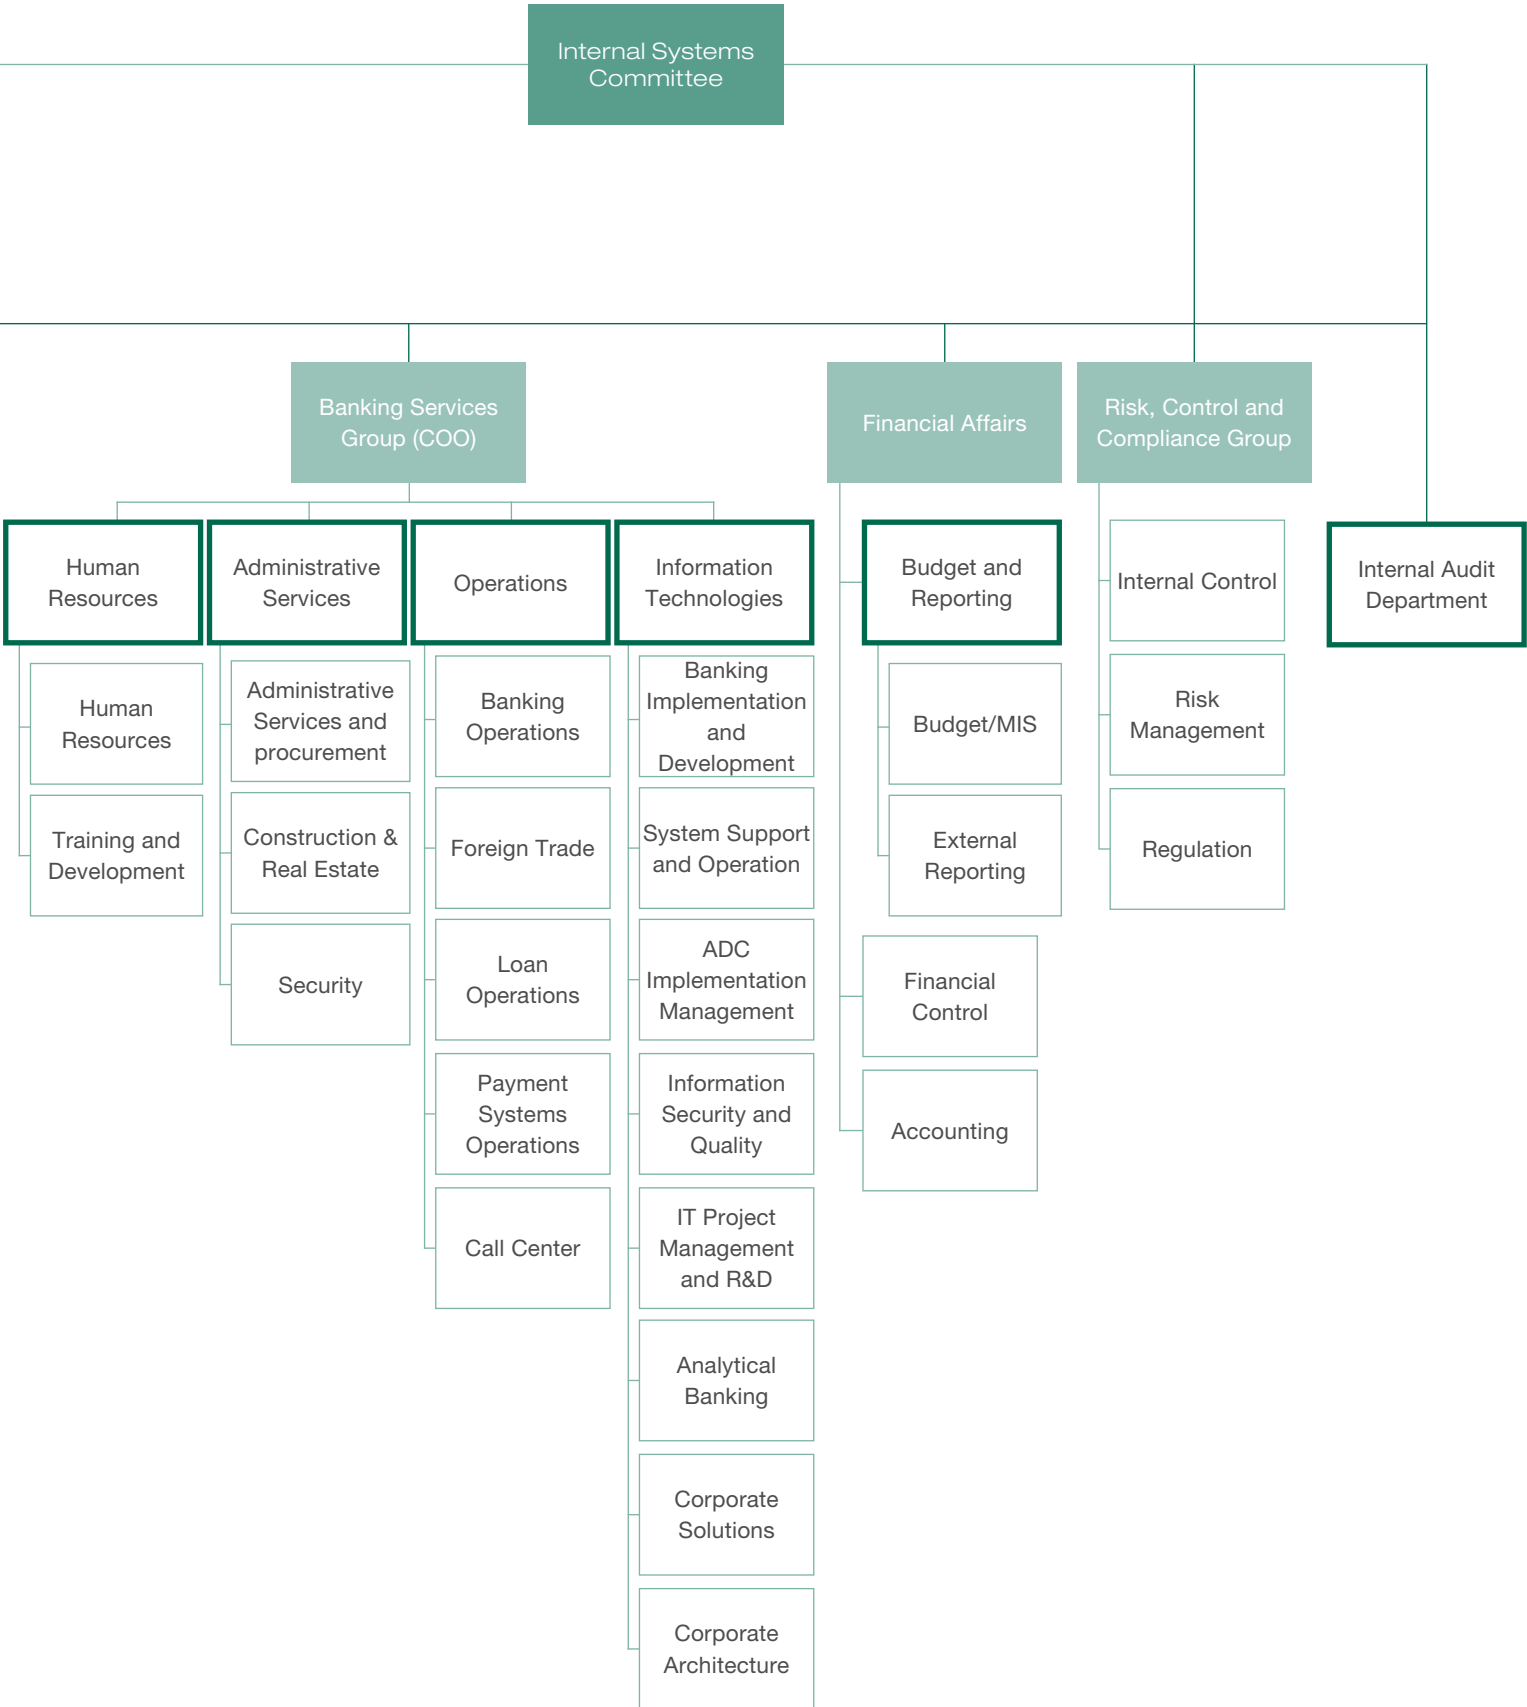 Internal Systems
Committee
Banking Services
Group (COO)
Financial Affairs
Risk, Control and
Compliance Group
Human
Resources
Administrative
Services
Operations
Information
Technologies
Budget and
Reporting
Internal Control
Internal Audit
Department
Human
Resources
Training and
Development
Administrative
Services and
procurement
Construction &
Real Estate
Security
Banking
Operations
Foreign Trade
Loan
Operations
Payment
Systems
Operations
Call Center
Banking
Implementation
and
Development
System Support
and Operation
ADC
Implementation
Management
Information
Security and
Quality
IT Project
Management
and R&D
Analytical
Banking
Corporate
Solutions
Corporate
Architecture
Budget/MIS
External
Reporting
Financial
Control
Accounting
Risk
Management
Regulation